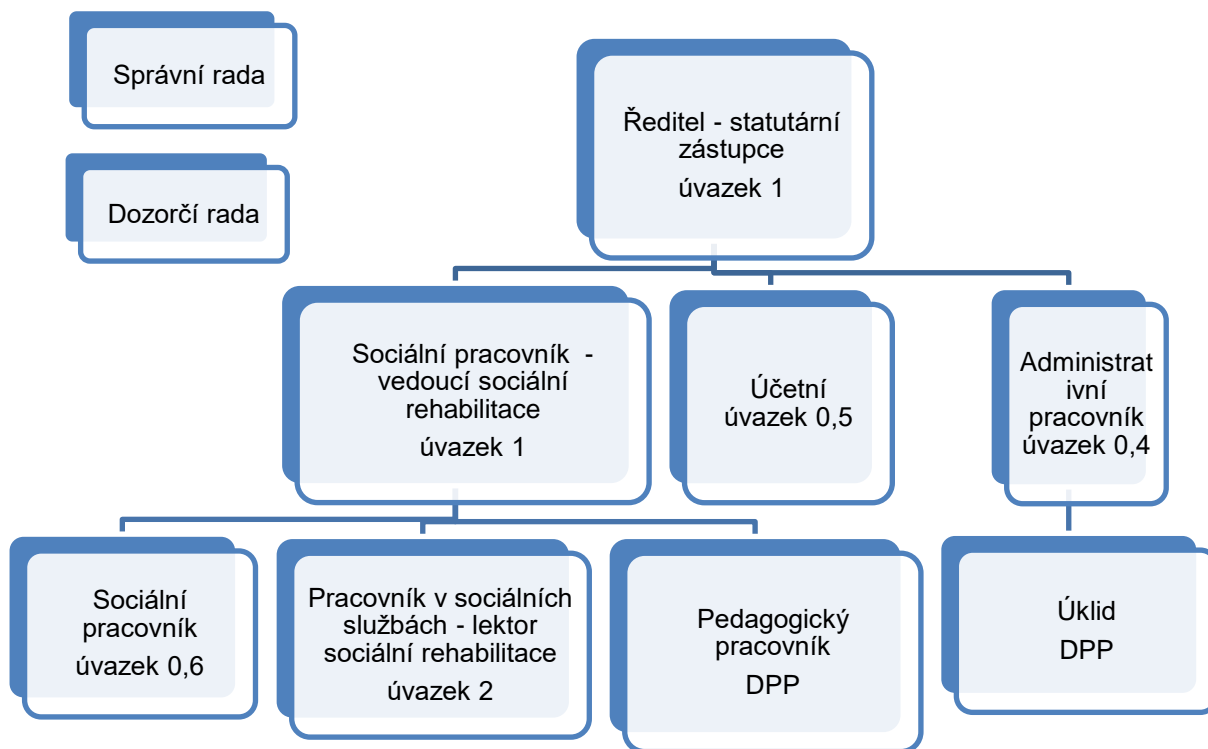 Správní rada
Dozorčí rada
Ředitel - statutární
zástupce
úvazek 1
Sociální pracovník -
vedoucí sociální
rehabilitace
úvazek 1
Účetní
úvazek 0,5
Administrat
ivní
pracovník
úvazek 0,4
Sociální
pracovník
úvazek 0,6
Pracovník v sociálních
službách - lektor
sociální rehabilitace
úvazek 2
Pedagogický
pracovník
DPP
Úklid
DPP